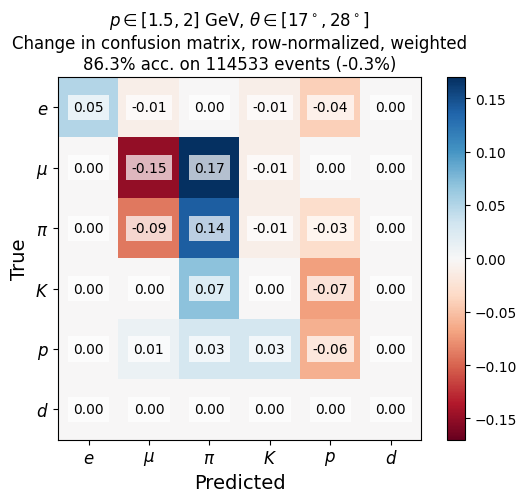 p ∈ [1.5, 2] GeV, θ ∈ [17°, 28°]
Change in confusion matrix, row-normalized, weighted
86.3% acc. on 114533 events (-0.3%)
e 0.05 -0.01 0.00 -0.01 -0.04 0.00
μ 0.00 -0.15 0.17 -0.01 0.00 0.00
π 0.00 -0.09 0.14 -0.01 -0.03 0.00
K 0.00 0.00 0.07 0.00 -0.07 0.00
p 0.00 0.01 0.03 0.03 -0.06 0.00
d 0.00 0.00 0.00 0.00 0.00 0.00
e μ π K p d
Predicted
True
0.15
0.10
0.05
0.00
−0.05
−0.10
−0.15